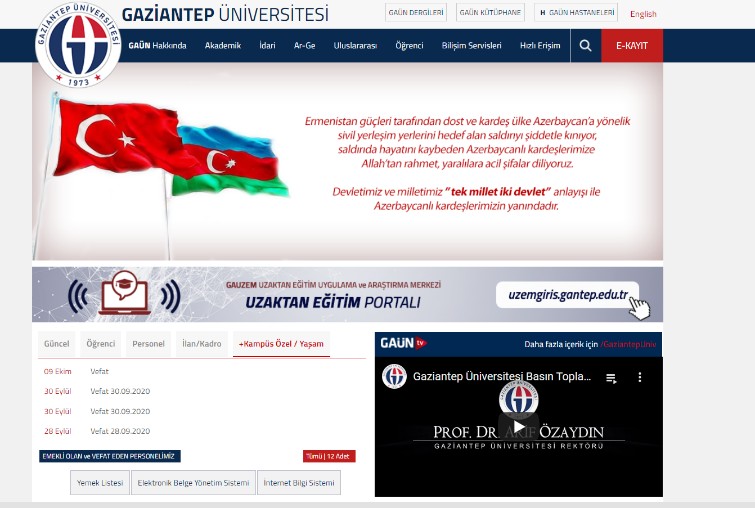 GAZİANTEP ÜNİVERSİTESİ
GAÜN DERGİLERİ
GAÜN KÜTÜPHANE
H GAÜN HASTANELERİ
English
GAZİANTEP ÜNİVERSİTESİ
1973
GAÜN Hakkında
Akademik
İdari
Ar-Ge
Uluslararası
Öğrenci
Bilişim Servisleri
Hızlı Erişim
E-KAYIT
Ermenistan güçleri tarafından dost ve kardeş ülke Azerbaycan'a yönelik
sivil yerleşim yerlerini hedef alan saldırıyı şiddetle kınıyor,
saldırıda hayatını kaybeden Azerbaycanlı kardeşlerimize
Allah'tan rahmet, yaralılara acil şifalar diliyoruz.
Devletimiz ve milletimiz "tek millet iki devlet" anlayışı ile
Azerbaycanlı kardeşlerimizin yanındadır.
GAUZEM UZAKTAN EĞİTİM UYGULAMA ve ARAŞTIRMA MERKEZİ
UZAKTAN EĞİTİM PORTALI
uzemgiris.gantep.edu.tr
Güncel
Öğrenci
Personel
İlan/Kadro
+Kampüs Özel / Yaşam
09 Ekim Vefat
30 Eylül Vefat 30.09.2020
30 Eylül Vefat 30.09.2020
28 Eylül Vefat 28.09.2020
EMEKLİ OLAN ve VEFAT EDEN PERSONELİMİZ
Tümü | 12 Adet
Yemek Listesi
Elektronik Belge Yönetim Sistemi
İnternet Bilgi Sistemi
GAÜN tv
Daha fazla içerik için /GaziantepUniv
Gaziantep Üniversitesi Basın Topla...
PROF. DR. ARİF ÖZAYDIN
GAZİANTEP ÜNİVERSİTESİ REKTÖRÜ